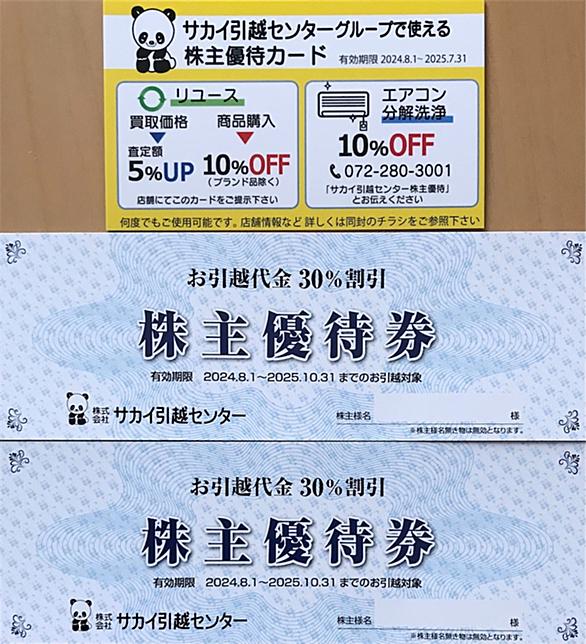 サカイ引越センターグループで使える
株主優待カード 有効期限 2024.8.1~2025.7.31
リユース
買取価格 商品購入
査定額
5%UP 10%OFF
(ブランド品除く)
店舗にてこのカードをご提示下さい
エアコン
分解洗浄
10%OFF
072-280-3001
「サカイ引越センター株主優待」
とお伝えください
何度でもご使用可能です。店舗情報など 詳しくは同封のチラシをご参照下さい
お引越代金 30%割引
株主優待券
有効期限 2024.8.1~2025.10.31 までのお引越対象
株式会社 サカイ引越センター 株主様名 様
※株主様名無き物は無効となります。
お引越代金 30%割引
株主優待券
有効期限 2024.8.1~2025.10.31 までのお引越対象
株式会社 サカイ引越センター 株主様名 様
※株主様名無き物は無効となります。